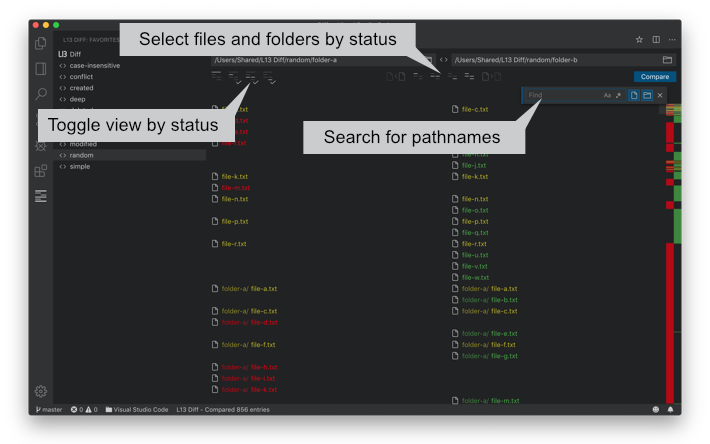 Select files and folders by status
L13 DIFF: FAVORITES
L13 Diff
/Users/Shared/L13 Diff/random/folder-a
/Users/Shared/L13 Diff/random/folder-b
case-insensitive
conflict
Compare
created
deep
Find
Aa
file-c.txt
Toggle view by status
Search for pathnames
modified
random
simple
file-j.txt
file-k.txt
file-k.txt
file-m.txt
file-n.txt
file-n.txt
file-o.txt
file-p.txt
file-p.txt
file-q.txt
file-r.txt
file-r.txt
file-u.txt
file-v.txt
file-w.txt
folder-a/ file-a.txt
folder-a/ file-a.txt
folder-a/ file-b.txt
folder-a/ file-c.txt
folder-a/ file-c.txt
folder-a/ file-d.txt
folder-a/ file-e.txt
folder-a/ file-f.txt
folder-a/ file-f.txt
folder-a/ file-g.txt
folder-a/ file-h.txt
folder-a/ file-i.txt
folder-a/ file-k.txt
folder-a/ file-m.txt
master
0
0
Visual Studio Code
L13 Diff - Compared 856 entries